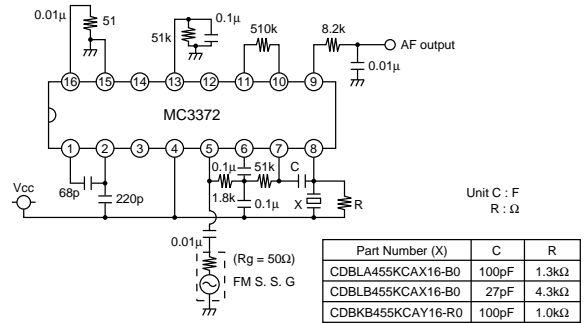 0.01μ
51
0.1μ
51k
510k
8.2k
AF output
0.01μ
16
15
14
13
12
11
10
9
MC3372
1
2
3
4
5
6
7
8
0.1μ
51k
C
68p
220p
1.8k
0.1μ
X
R
Vcc
0.01μ
(Rg = 50Ω)
FM S. S. G
Unit C : F
R : Ω
Part Number (X) C R
CDBLA455KCAX16-B0 100pF 1.3kΩ
CDBLB455KCAX16-B0 27pF 4.3kΩ
CDBKB455KCAY16-R0 100pF 1.0kΩ